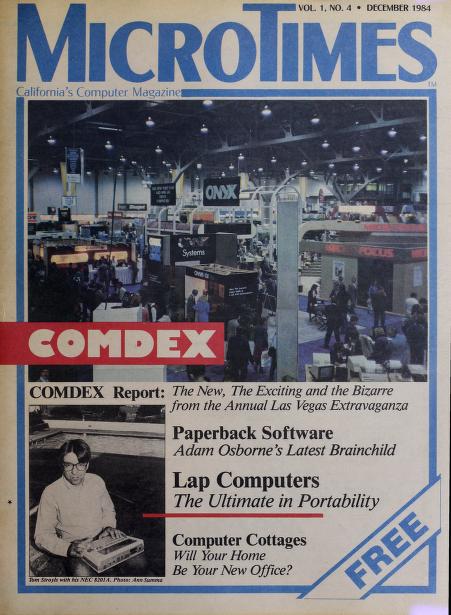 VOL. 1, NO. 4 • DECEMBER 1984
MICROTIMES
TM
California's Computer Magazine
ONYX
Systems
FOCUS
COMDEX
COMDEX Report: The New, The Exciting and the Bizarre
from the Annual Las Vegas Extravaganza
Paperback Software
Adam Osborne's Latest Brainchild
Lap Computers
The Ultimate in Portability
Computer Cottages
Will Your Home
Be Your New Office?
FREE
Tom Stroyls with his NEC 8201A. Photo: Ann Summa